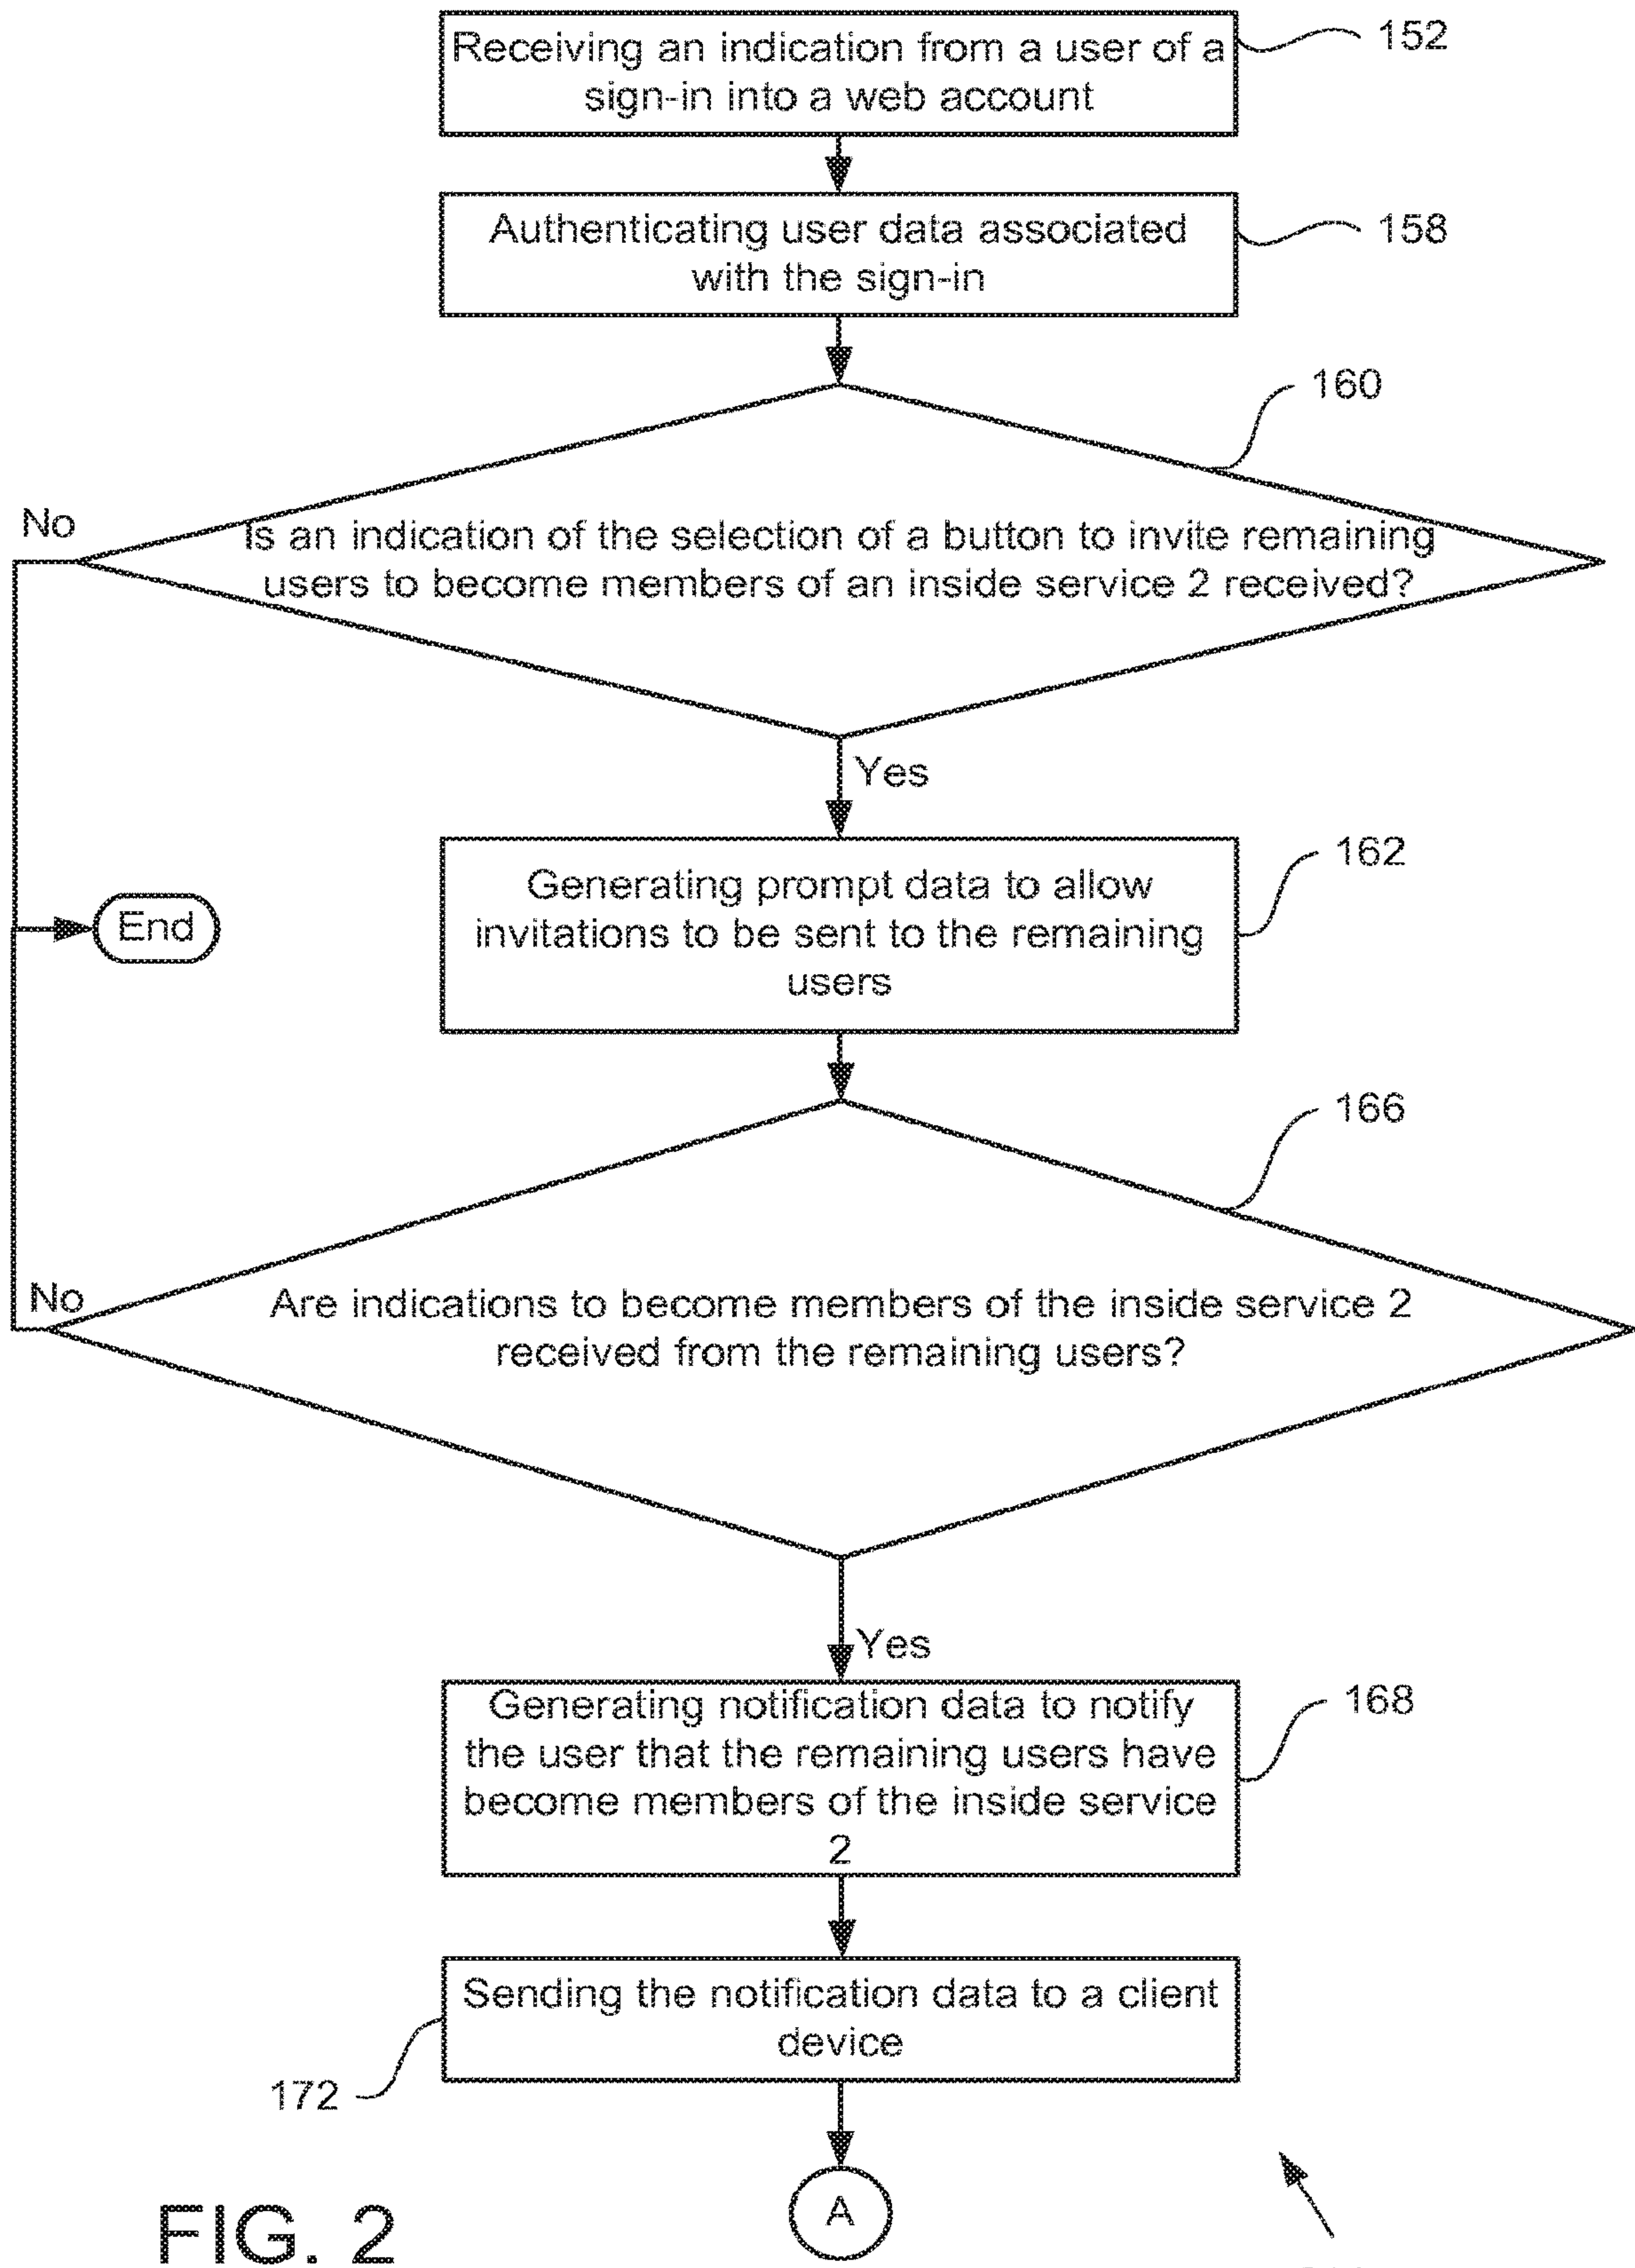 Receiving an indication from a user of a
sign-in into a web account
152
Authenticating user data associated
with the sign-in
158
160
No
Is an indication of the selection of a button to invite remaining
users to become members of an inside service 2 received?
Yes
Generating prompt data to allow
invitations to be sent to the remaining
users
162
End
166
No
Are indications to become members of the inside service 2
received from the remaining users?
Yes
Generating notification data to notify
the user that the remaining users have
become members of the inside service
2
168
Sending the notification data to a client
device
172
A
FIG. 2